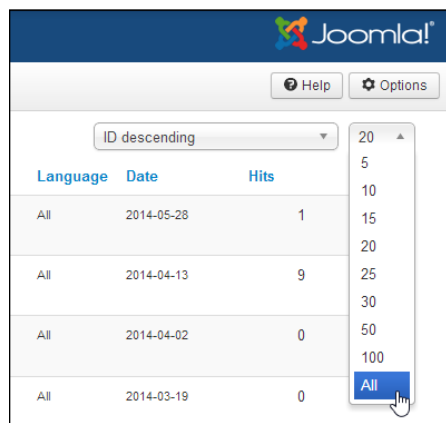 Joomla!®
Help Options
ID descending 20
Language Date Hits
5
10
All 2014-05-28 1
15
20
25
All 2014-04-13 9
30
50
All 2014-04-02 0
100
All
All 2014-03-19 0